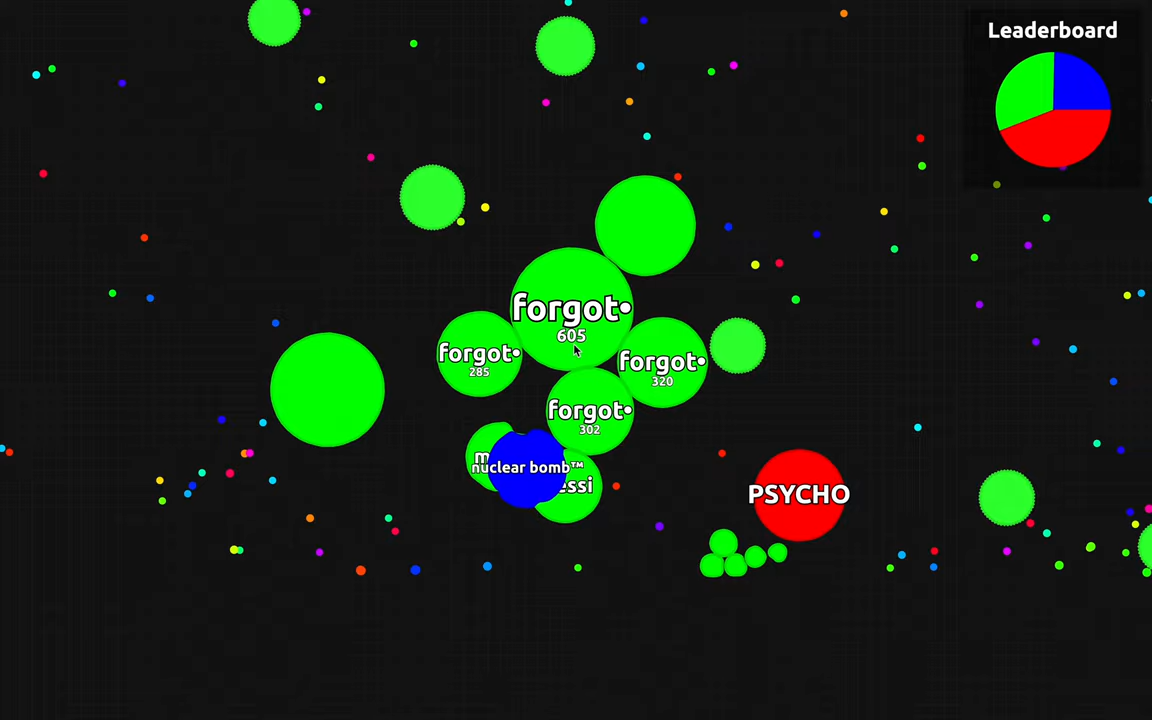 Leaderboard
forgot•
605
forgot•
285
forgot•
320
forgot•
302
nuclear bomb™
PSYCHO